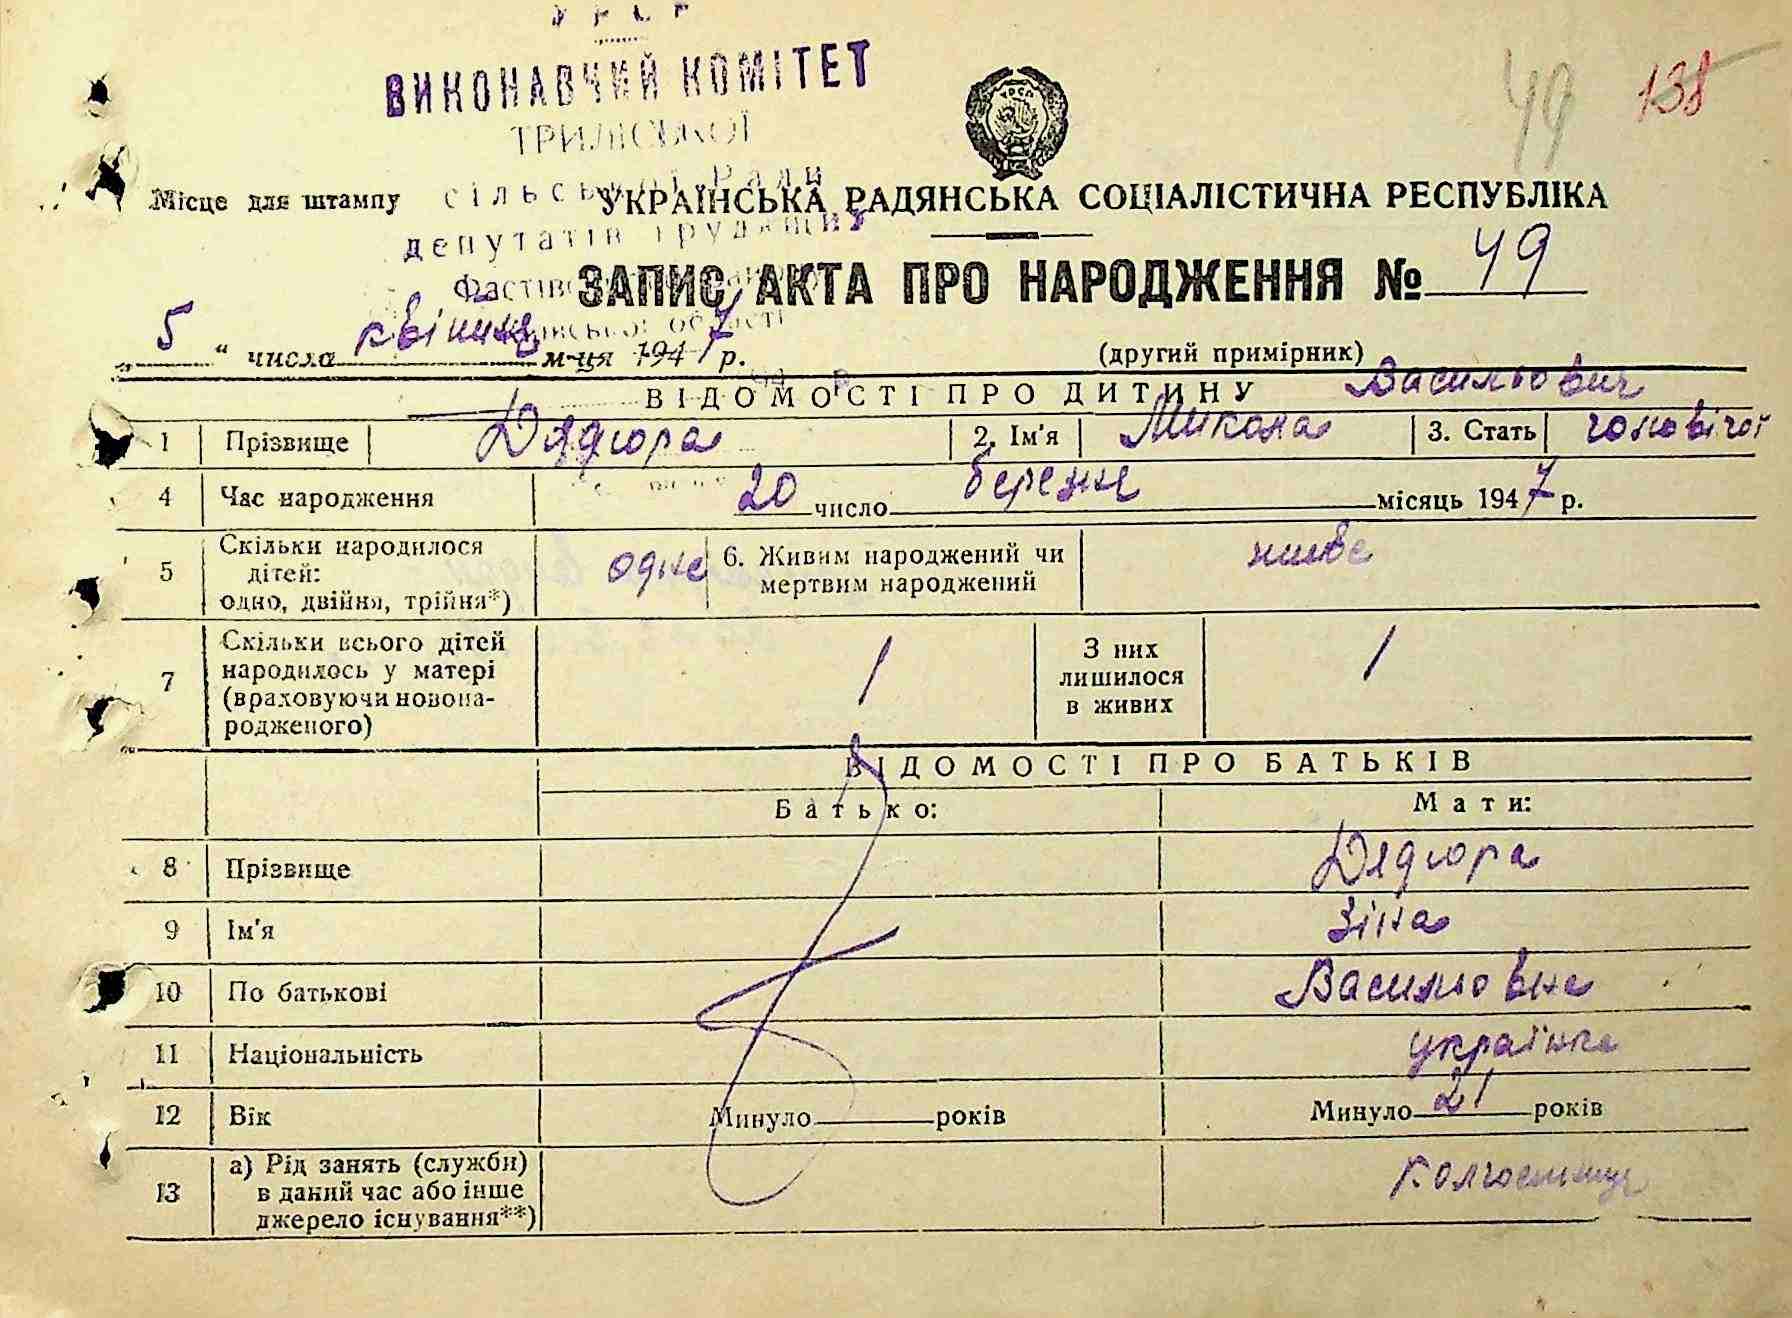 УРСР
ВИКОНАВЧИЙ КОМІТЕТ
ТРИЛІСЬКОЇ
сільської Ради
депутатів трудящих
49 138
Місце для штампу
УКРАЇНСЬКА РАДЯНСЬКА СОЦІАЛІСТИЧНА РЕСПУБЛІКА
ЗАПИС АКТА ПРО НАРОДЖЕННЯ № 49
„5“ числа квітня м-ця 1947 р.
(другий примірник)
ВІДОМОСТІ ПРО ДИТИНУ
Васильович
1 Прізвище Дядюра 2. Ім'я Микола 3. Стать чоловічої
4 Час народження 20 число березня місяць 1947 р.
5 Скільки народилося дітей: одно, двійня, трійня*) одне 6. Живим народжений чи мертвим народжений живе
7 Скільки всього дітей народилось у матері (враховуючи новонародженого) 1 З них лишилося в живих 1
ВІДОМОСТІ ПРО БАТЬКІВ
Батько: Мати:
8 Прізвище Дядюра
9 Ім'я Зіна
10 По батькові Васильовна
11 Національність українка
12 Вік Минуло років Минуло 21 років
13 а) Рід занять (служби) в даний час або інше джерело існування**) колгоспниця